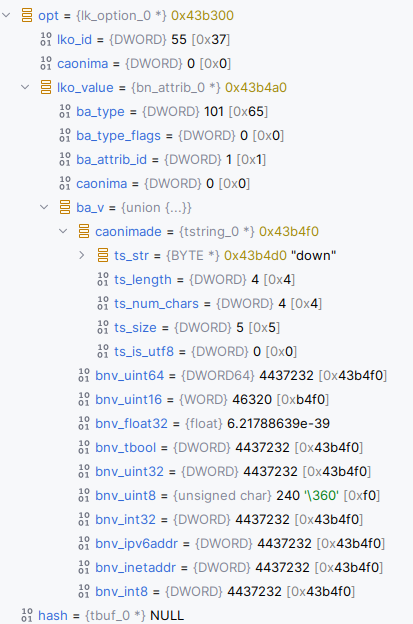 opt = {lk_option_0 *} 0x43b300
lko_id = {DWORD} 55 [0x37]
caonima = {DWORD} 0 [0x0]
lko_value = {bn_attrib_0 *} 0x43b4a0
ba_type = {DWORD} 101 [0x65]
ba_type_flags = {DWORD} 0 [0x0]
ba_attrib_id = {DWORD} 1 [0x1]
caonima = {DWORD} 0 [0x0]
ba_v = {union {...}}
caonimade = {tstring_0 *} 0x43b4f0
ts_str = {BYTE *} 0x43b4d0 "down"
ts_length = {DWORD} 4 [0x4]
ts_num_chars = {DWORD} 4 [0x4]
ts_size = {DWORD} 5 [0x5]
ts_is_utf8 = {DWORD} 0 [0x0]
bnv_uint64 = {DWORD64} 4437232 [0x43b4f0]
bnv_uint16 = {WORD} 46320 [0xb4f0]
bnv_float32 = {float} 6.21788639e-39
bnv_tbool = {DWORD} 4437232 [0x43b4f0]
bnv_uint32 = {DWORD} 4437232 [0x43b4f0]
bnv_uint8 = {unsigned char} 240 '\360' [0xf0]
bnv_int32 = {DWORD} 4437232 [0x43b4f0]
bnv_ipv6addr = {DWORD} 4437232 [0x43b4f0]
bnv_inetaddr = {DWORD} 4437232 [0x43b4f0]
bnv_int8 = {DWORD} 4437232 [0x43b4f0]
hash = {tbuf_0 *} NULL